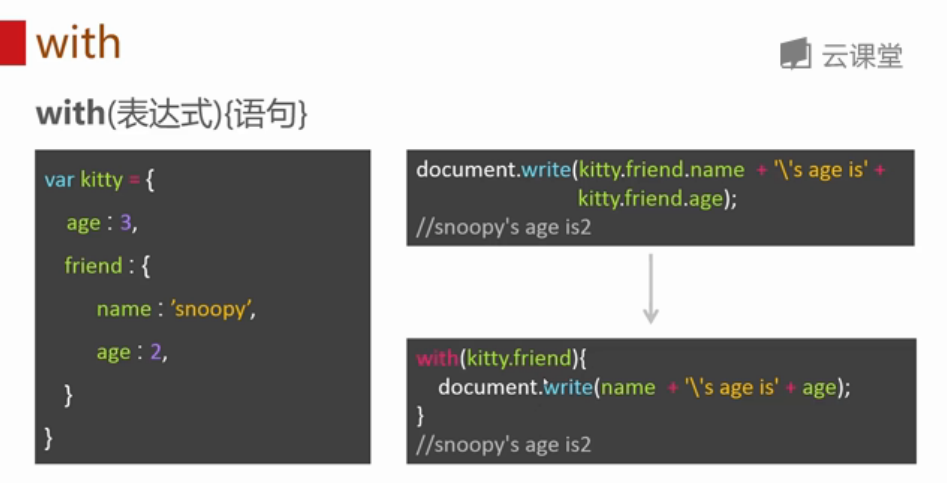 with
云课堂
with(表达式){语句}
var kitty = {
age : 3,
friend : {
name : ’snoopy’,
age : 2,
}
}
document.write(kitty.friend.name + '\'s age is' +
kitty.friend.age);
//snoopy's age is2
with(kitty.friend){
document.write(name + '\'s age is' + age);
}
//snoopy's age is2